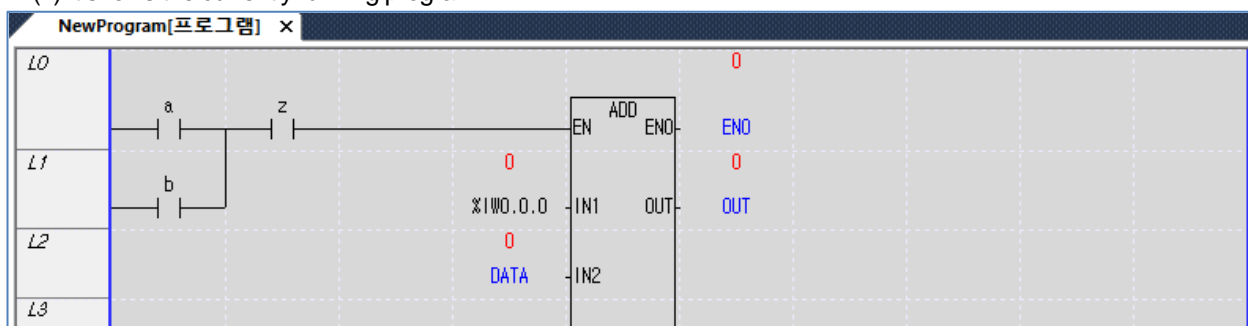 NewProgram[프로그램] ×
L0 0
a z ADD
EN ENO ENO
L1 0 0
b
%IW0.0.0 IN1 OUT OUT
L2 0
DATA IN2
L3